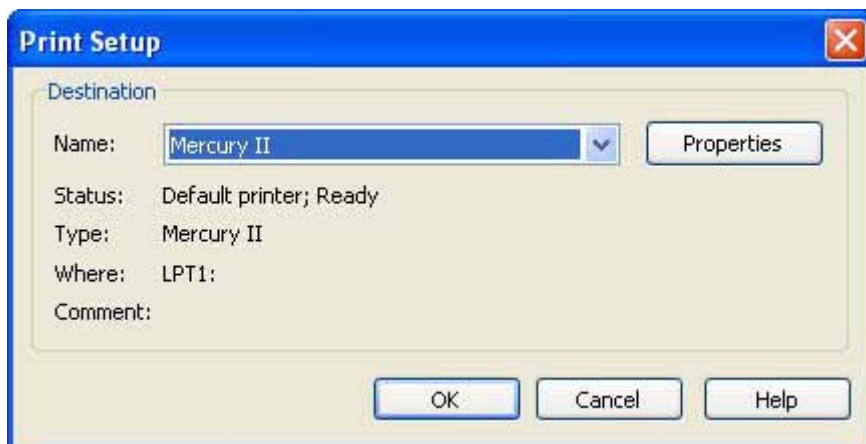 Print Setup
Destination
Name: Mercury II Properties
Status: Default printer; Ready
Type: Mercury II
Where: LPT1:
Comment:
OK Cancel Help